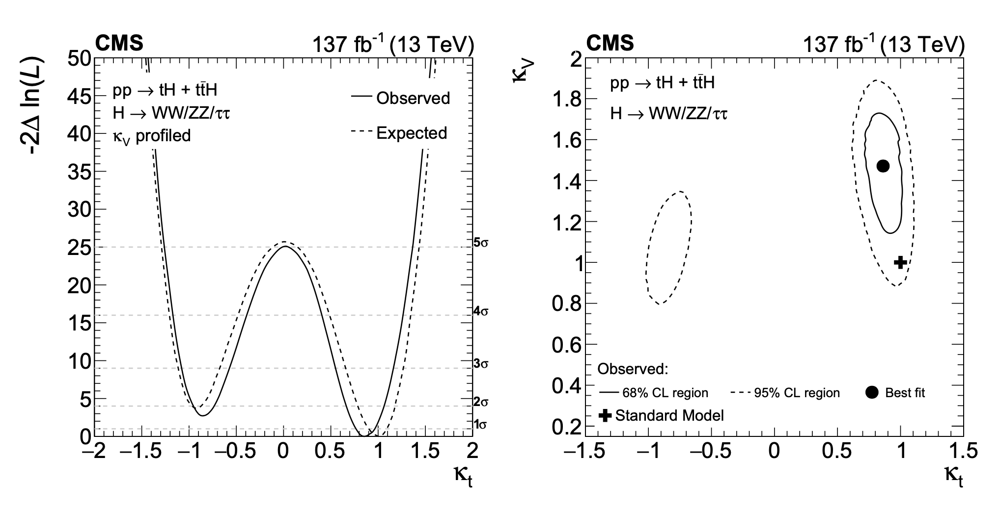 CMS
137 fb⁻¹ (13 TeV)
-2Δ ln(L)
50
45
40
35
30
25
20
15
10
5
0
pp → tH + tt̄H
H → WW/ZZ/ττ
κV profiled
Observed
Expected
5σ
4σ
3σ
2σ
1σ
−2 −1.5 −1 −0.5 0 0.5 1 1.5 2
κt
CMS
137 fb⁻¹ (13 TeV)
κV
2
1.8
1.6
1.4
1.2
1
0.8
0.6
0.4
0.2
pp → tH + tt̄H
H → WW/ZZ/ττ
Observed:
68% CL region 95% CL region Best fit
Standard Model
−1.5 −1 −0.5 0 0.5 1 1.5
κt